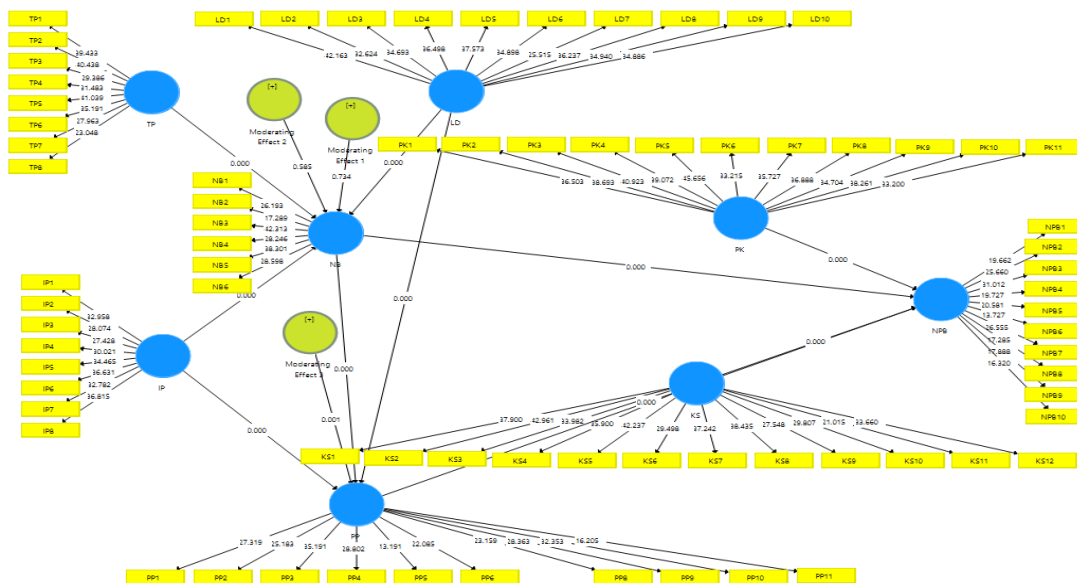 TP1
TP2
TP3
TP4
TP5
TP6
TP7
TP8
39.433
40.438
29.386
31.483
31.039
35.191
27.963
23.048
TP
LD1
LD2
LD3
LD4
LD5
LD6
LD7
LD8
LD9
LD10
42.163
32.624
34.693
36.498
37.573
34.898
25.515
36.237
34.940
34.886
LD
[+]
Moderating
Effect 2
[+]
Moderating
Effect 1
0.000
0.585
0.734
0.000
PK1
PK2
PK3
PK4
PK5
PK6
PK7
PK8
PK9
PK10
PK11
36.503
38.693
40.923
39.072
45.656
33.215
35.727
36.888
34.704
38.261
33.200
PK
NB1
NB2
NB3
NB4
NB5
NB6
26.193
17.289
42.313
28.246
38.301
28.598
NB
0.000
0.000
0.000
0.000
NPB1
NPB2
NPB3
NPB4
NPB5
NPB6
NPB7
NPB8
NPB9
NPB10
19.662
25.660
31.012
19.727
20.581
13.727
26.555
17.285
17.888
16.320
NPB
IP1
IP2
IP3
IP4
IP5
IP6
IP7
IP8
32.958
28.074
27.428
30.021
34.465
36.631
32.782
36.815
IP
[+]
Moderating
Effect 3
0.000
0.000
0.001
0.000
0.000
KS
37.900
42.961
33.982
35.900
42.237
29.498
37.242
38.435
27.548
29.807
21.015
33.660
KS1
KS2
KS3
KS4
KS5
KS6
KS7
KS8
KS9
KS10
KS11
KS12
PP
27.319
25.183
35.191
28.802
13.191
22.085
23.159
28.363
32.353
16.205
PP1
PP2
PP3
PP4
PP5
PP6
PP8
PP9
PP10
PP11